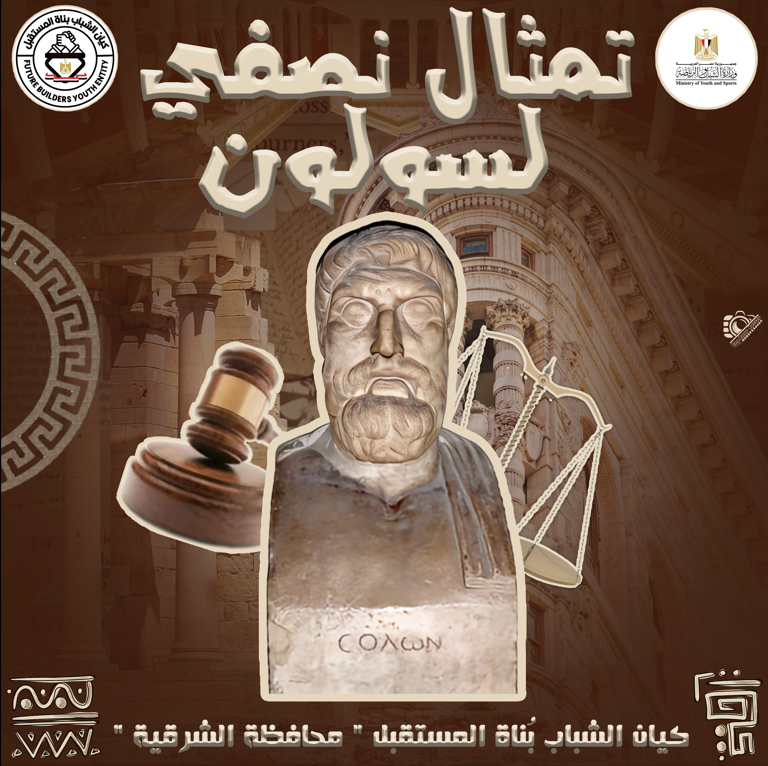 كيان الشباب بناة المستقبل
FUTURE BUILDERS YOUTH ENTITY
وزارة الشباب والرياضة
Ministry of Youth and Sports
تمثال نصفي
لسولون
СΟΛωΝ
كيان الشباب بُناة المستقبل " محافظة الشرقية "